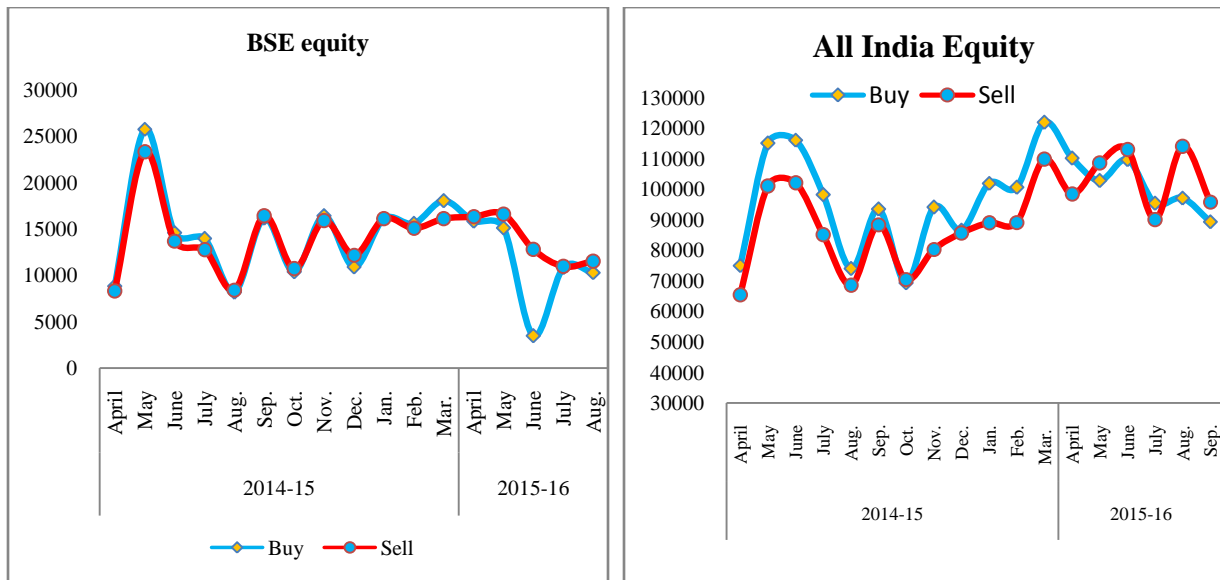 BSE equity
30000
25000
20000
15000
10000
5000
0
April
May
June
July
Aug.
Sep.
Oct.
Nov.
Dec.
Jan.
Feb.
Mar.
April
May
June
July
Aug.
2014-15
2015-16
Buy Sell
All India Equity
Buy Sell
130000
120000
110000
100000
90000
80000
70000
60000
50000
40000
30000
April
May
June
July
Aug.
Sep.
Oct.
Nov.
Dec.
Jan.
Feb.
Mar.
April
May
June
July
Aug.
Sep.
2014-15
2015-16